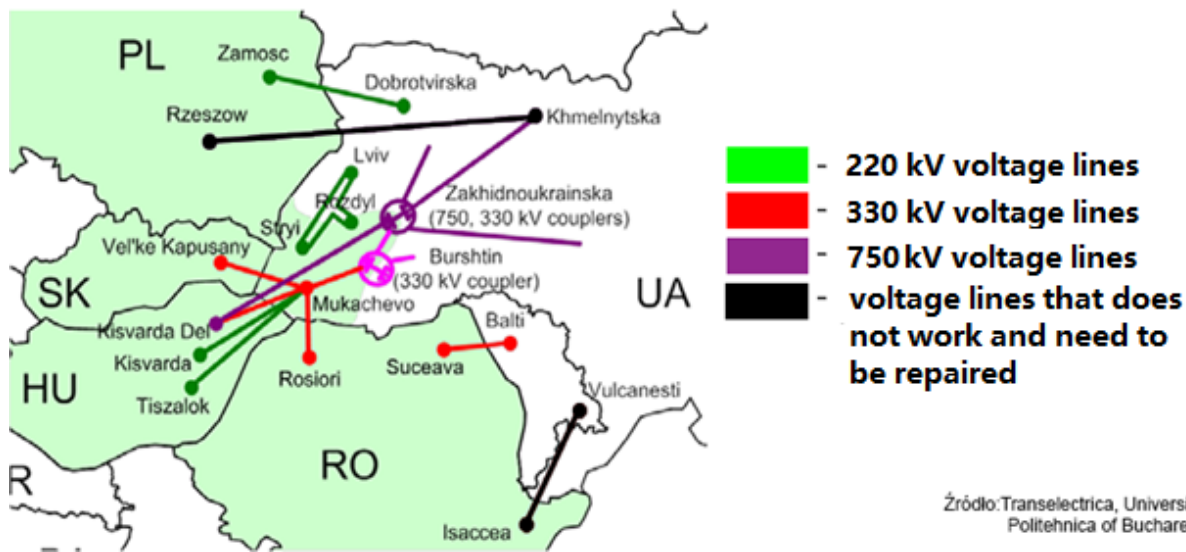 PL
Zamosc
Dobrotvirska
Rzeszow
Khmelnytska
Lviv
Rozdyl
Stryi
Zakhidnoukrainska
(750, 330 kV couplers)
Vel'ke Kapusany
Burshtin
(330 kV coupler)
SK
Mukachevo
UA
Kisvarda Del
Kisvarda
Balti
HU
Rosiori
Suceava
Tiszalok
Vulcanesti
RO
R
Isaccea
- 220 kV voltage lines
- 330 kV voltage lines
- 750 kV voltage lines
- voltage lines that does
not work and need to
be repaired
Źródło:Transelectrica, Universi
Politehnica of Buchare